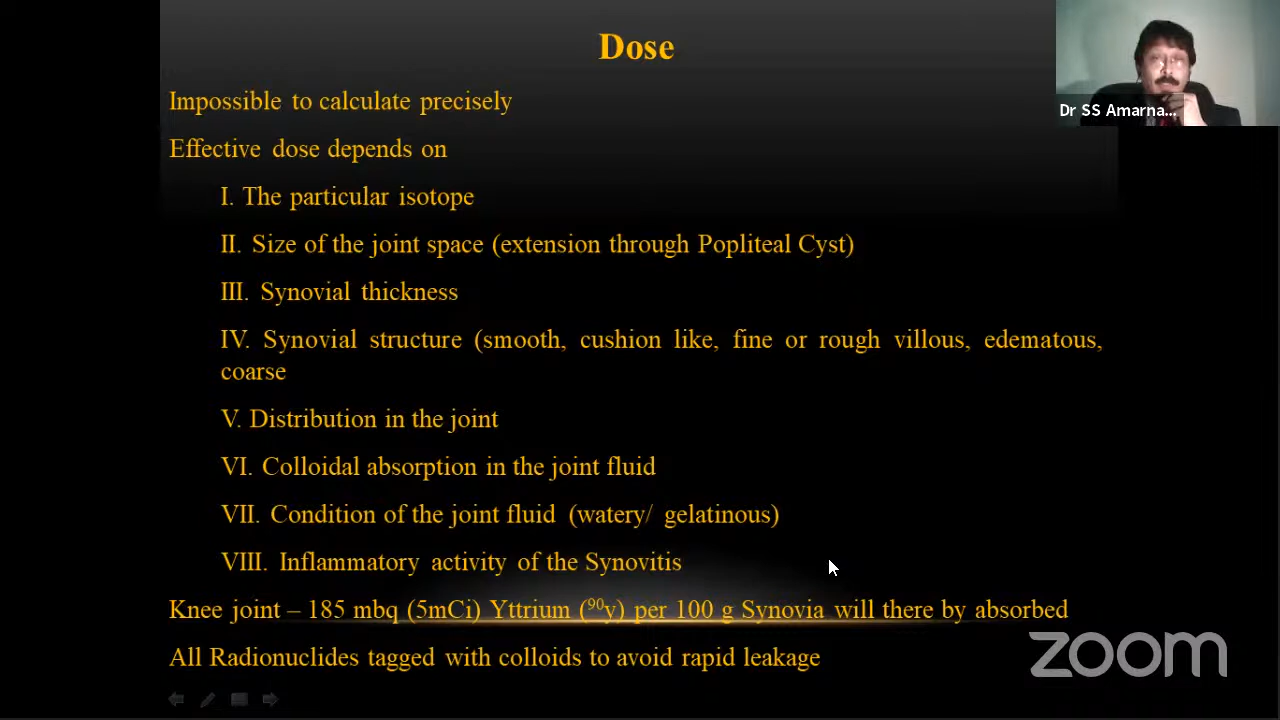 Dose
Impossible to calculate precisely
Effective dose depends on
I. The particular isotope
II. Size of the joint space (extension through Popliteal Cyst)
III. Synovial thickness
IV. Synovial structure (smooth, cushion like, fine or rough villous, edematous,
coarse
V. Distribution in the joint
VI. Colloidal absorption in the joint fluid
VII. Condition of the joint fluid (watery/ gelatinous)
VIII. Inflammatory activity of the Synovitis
Knee joint – 185 mbq (5mCi) Yttrium (⁹⁰y) per 100 g Synovia will there by absorbed
All Radionuclides tagged with colloids to avoid rapid leakage
Dr SS Amarna...
zoom